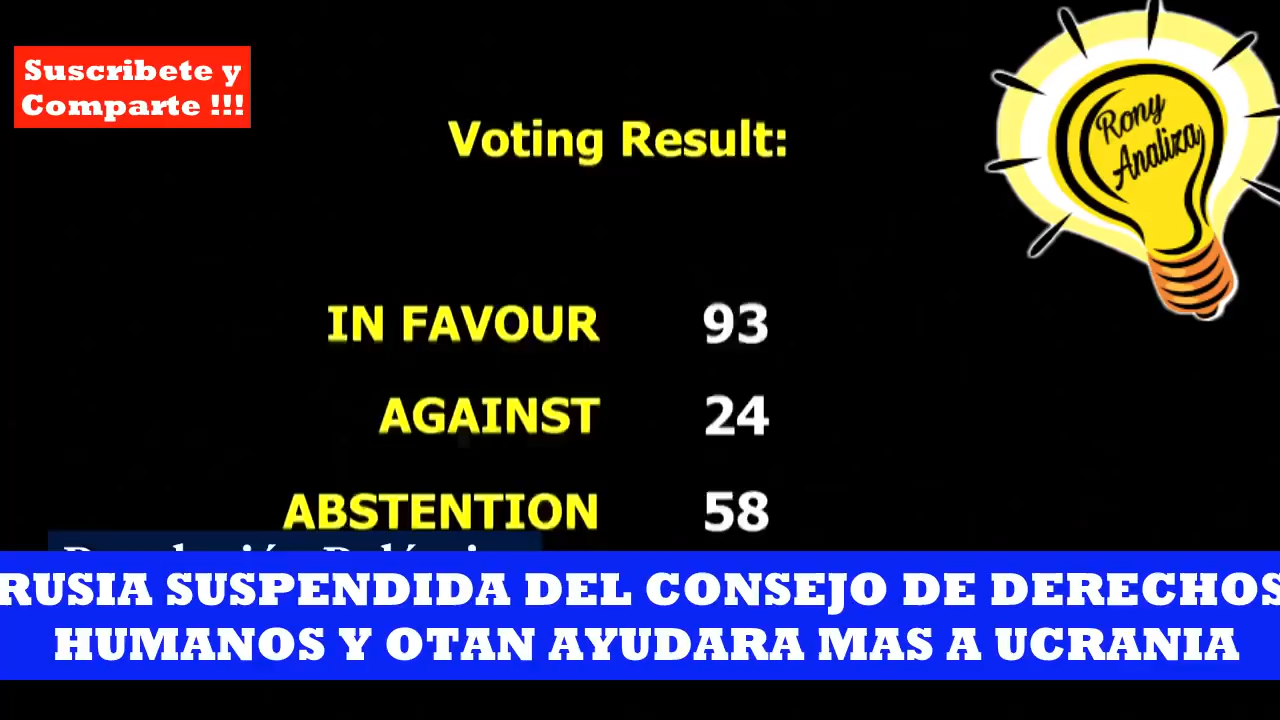 Suscribete y
Comparte !!!
Rony
Analiza
Voting Result:
IN FAVOUR 93
AGAINST 24
ABSTENTION 58
RUSIA SUSPENDIDA DEL CONSEJO DE DERECHOS
HUMANOS Y OTAN AYUDARA MAS A UCRANIA